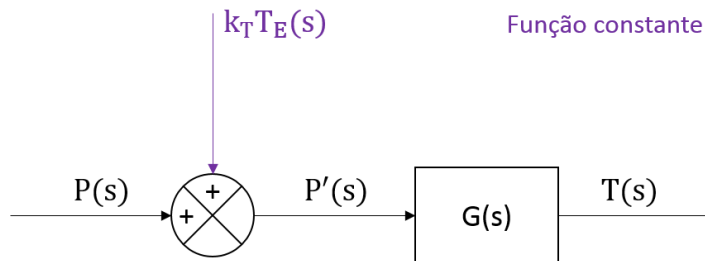 k_T T_E(s)
Função constante
P(s)
+
+
P′(s)
G(s)
T(s)